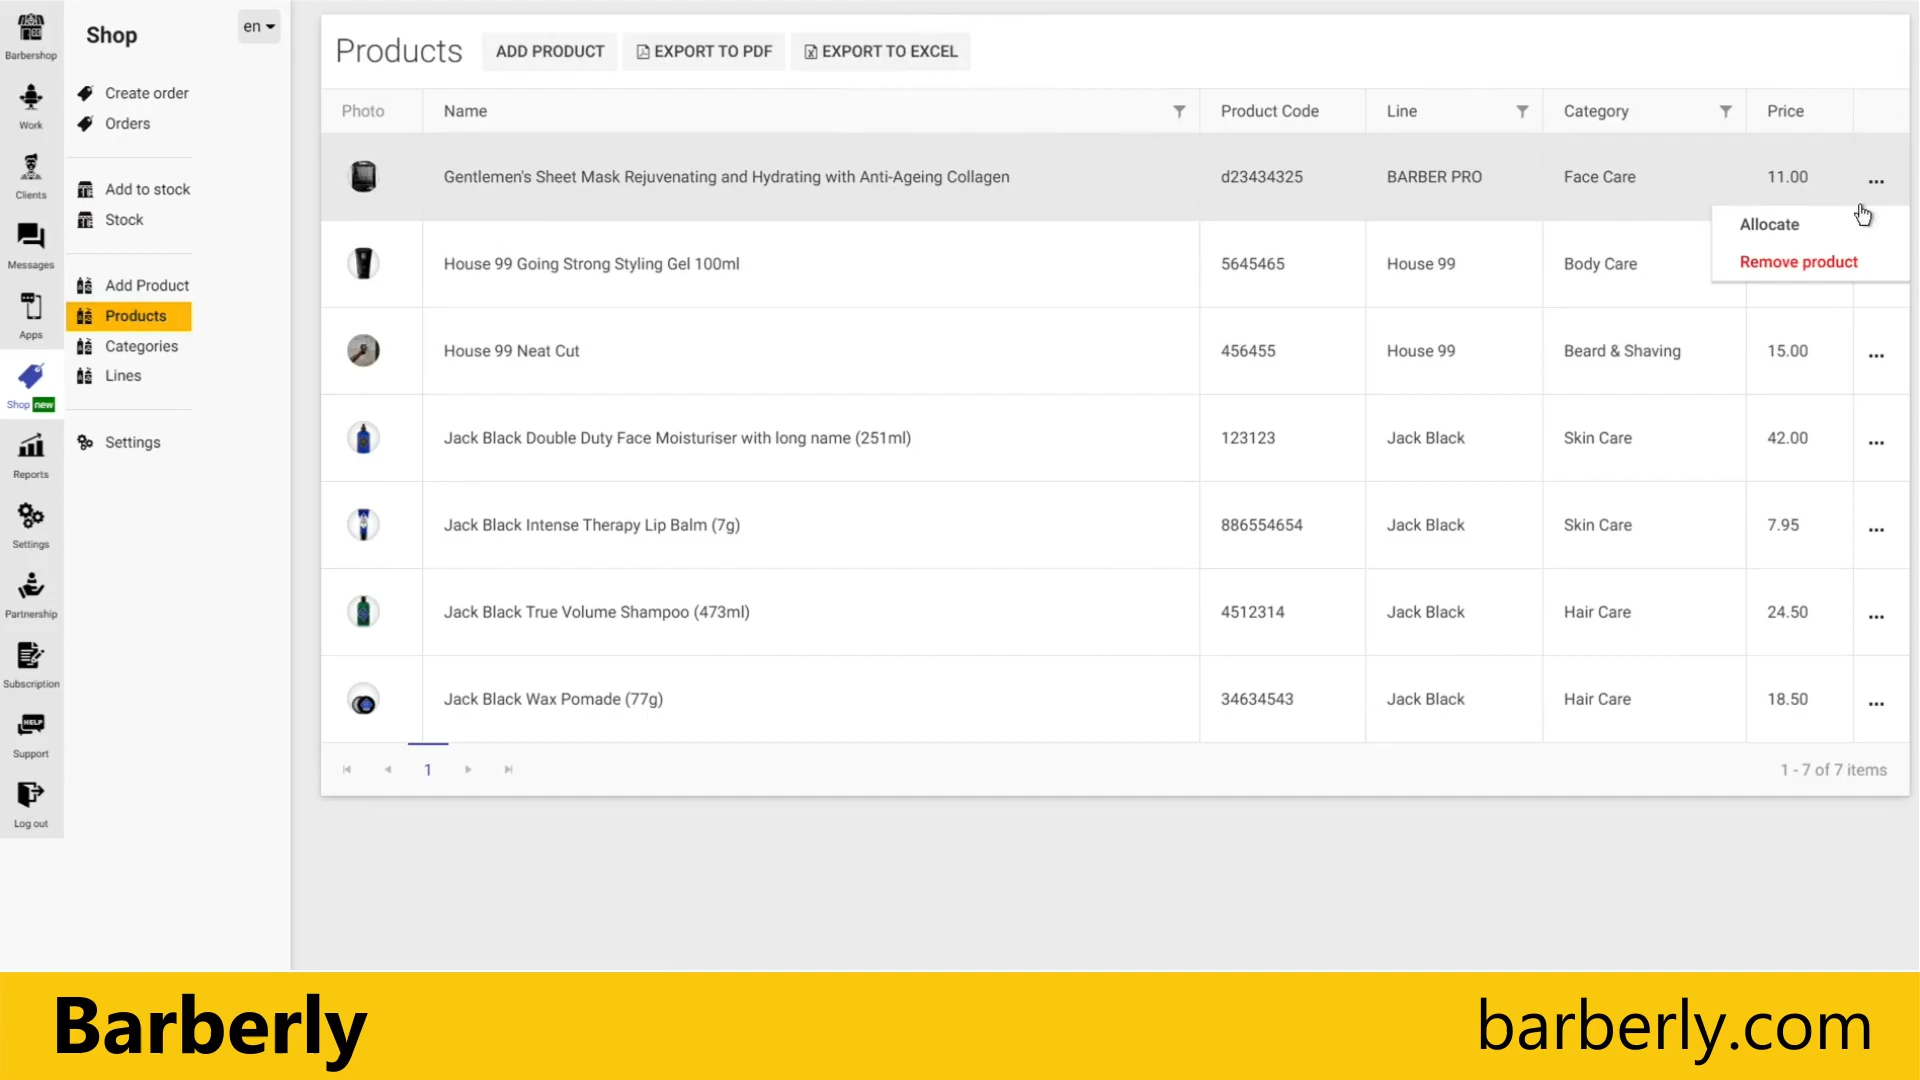 Barbershop
Work
Clients
Messages
Apps
Shop new
Reports
Settings
Partnership
Subscription
HELP
Support
Log out
Shop
en
Create order
Orders
Add to stock
Stock
Add Product
Products
Categories
Lines
Settings
Products ADD PRODUCT EXPORT TO PDF EXPORT TO EXCEL
Photo Name Product Code Line Category Price
Gentlemen's Sheet Mask Rejuvenating and Hydrating with Anti-Ageing Collagen d23434325 BARBER PRO Face Care 11.00 ...
Allocate
Remove product
House 99 Going Strong Styling Gel 100ml 5645465 House 99 Body Care
House 99 Neat Cut 456455 House 99 Beard & Shaving 15.00 ...
Jack Black Double Duty Face Moisturiser with long name (251ml) 123123 Jack Black Skin Care 42.00 ...
Jack Black Intense Therapy Lip Balm (7g) 886554654 Jack Black Skin Care 7.95 ...
Jack Black True Volume Shampoo (473ml) 4512314 Jack Black Hair Care 24.50 ...
Jack Black Wax Pomade (77g) 34634543 Jack Black Hair Care 18.50 ...
1 1 - 7 of 7 items
Barberly barberly.com